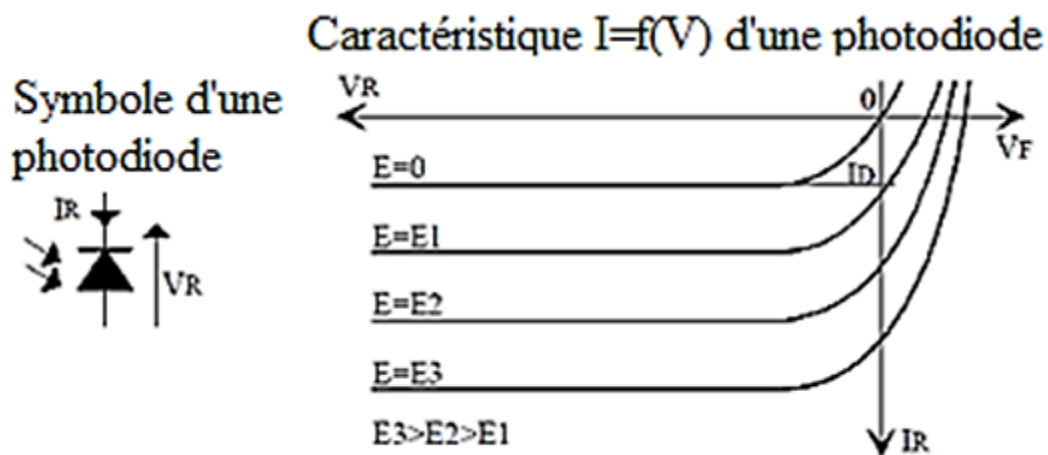 Caractéristique I=f(V) d'une photodiode
Symbole d'une
photodiode
IR
VR
VR
0
VF
E=0
ID
E=E1
E=E2
E=E3
E3>E2>E1
IR